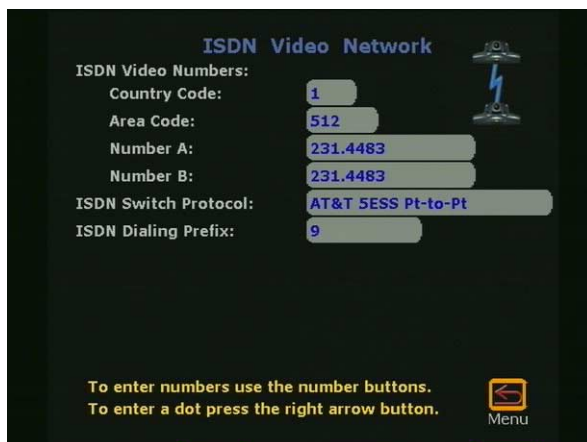 ISDN Video Network
ISDN Video Numbers:
Country Code: 1
Area Code: 512
Number A: 231.4483
Number B: 231.4483
ISDN Switch Protocol: AT&T 5ESS Pt-to-Pt
ISDN Dialing Prefix: 9
To enter numbers use the number buttons.
To enter a dot press the right arrow button.
Menu